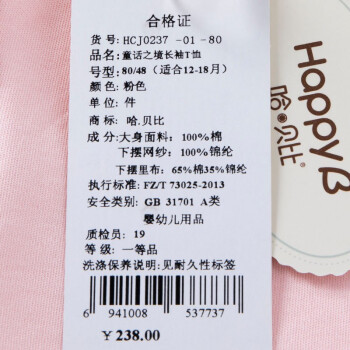 合格证
货号:HCJ0237 -01-80
品名:童话之境长袖T恤
号型:80/48(适合12-18月)
颜色:粉色
单位:件
商标:哈.贝比
成分:大身面料:100%棉
下摆网纱:100%锦纶
下摆里布:65%棉35%锦纶
执行标准:FZ/T 73025-2013
安全类别:GB 31701 A类
婴幼儿用品
质检员:19
等级:一等品
洗涤保养说明:见耐久性标签
6 941008 537737
￥238.00
Happy B
哈·贝比